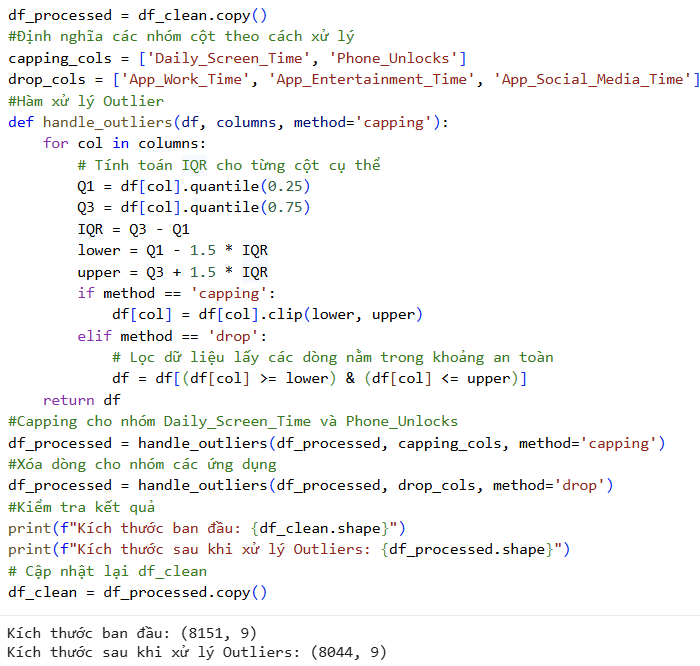 df_processed = df_clean.copy()
#Định nghĩa các nhóm cột theo cách xử lý
capping_cols = ['Daily_Screen_Time', 'Phone_Unlocks']
drop_cols = ['App_Work_Time', 'App_Entertainment_Time', 'App_Social_Media_Time']
#Hàm xử lý Outlier
def handle_outliers(df, columns, method='capping'):
    for col in columns:
        # Tính toán IQR cho từng cột cụ thể
        Q1 = df[col].quantile(0.25)
        Q3 = df[col].quantile(0.75)
        IQR = Q3 - Q1
        lower = Q1 - 1.5 * IQR
        upper = Q3 + 1.5 * IQR
        if method == 'capping':
            df[col] = df[col].clip(lower, upper)
        elif method == 'drop':
            # Lọc dữ liệu lấy các dòng nằm trong khoảng an toàn
            df = df[(df[col] >= lower) & (df[col] <= upper)]
    return df
#Capping cho nhóm Daily_Screen_Time và Phone_Unlocks
df_processed = handle_outliers(df_processed, capping_cols, method='capping')
#Xóa dòng cho nhóm các ứng dụng
df_processed = handle_outliers(df_processed, drop_cols, method='drop')
#Kiểm tra kết quả
print(f"Kích thước ban đầu: {df_clean.shape}")
print(f"Kích thước sau khi xử lý Outliers: {df_processed.shape}")
# Cập nhật lại df_clean
df_clean = df_processed.copy()
Kích thước ban đầu: (8151, 9)
Kích thước sau khi xử lý Outliers: (8044, 9)